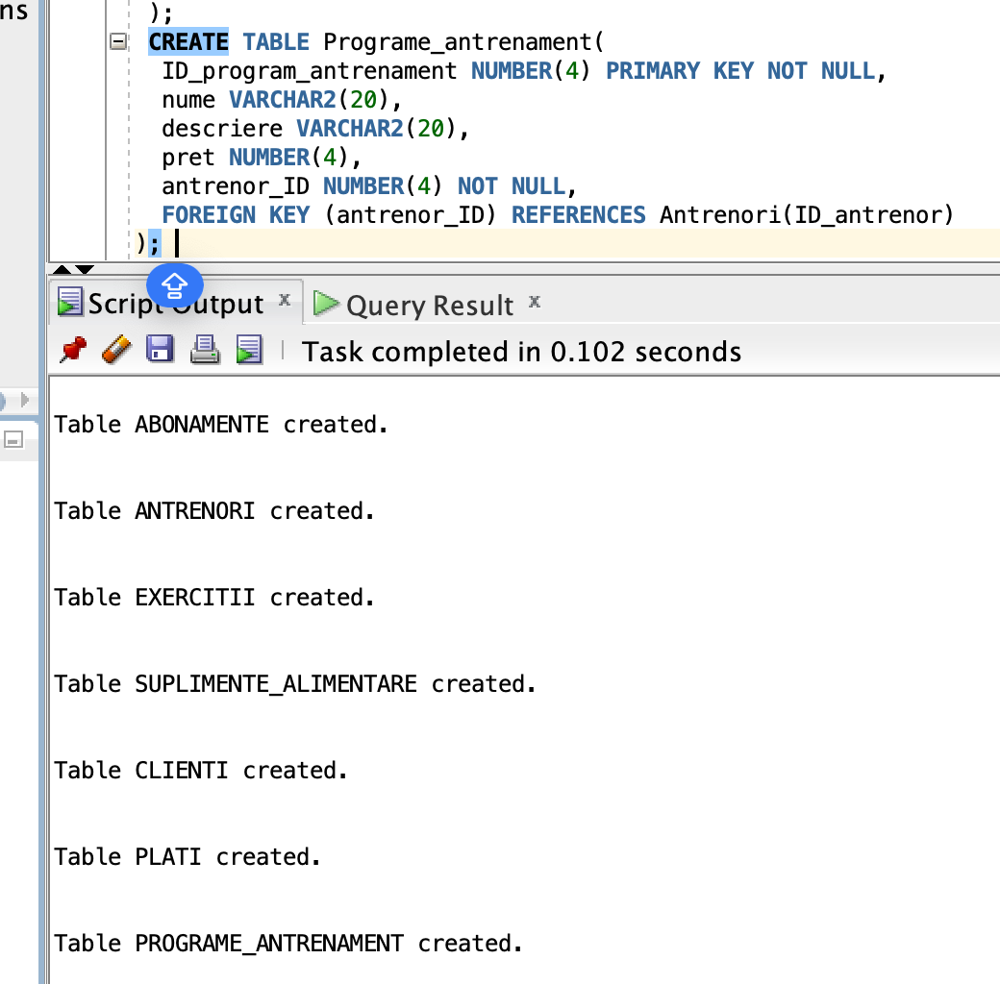 ns
);
CREATE TABLE Programe_antrenament(
ID_program_antrenament NUMBER(4) PRIMARY KEY NOT NULL,
nume VARCHAR2(20),
descriere VARCHAR2(20),
pret NUMBER(4),
antrenor_ID NUMBER(4) NOT NULL,
FOREIGN KEY (antrenor_ID) REFERENCES Antrenori(ID_antrenor)
);
Script Output x Query Result x
Task completed in 0.102 seconds
Table ABONAMENTE created.
Table ANTRENORI created.
Table EXERCITII created.
Table SUPLIMENTE_ALIMENTARE created.
Table CLIENTI created.
Table PLATI created.
Table PROGRAME_ANTRENAMENT created.